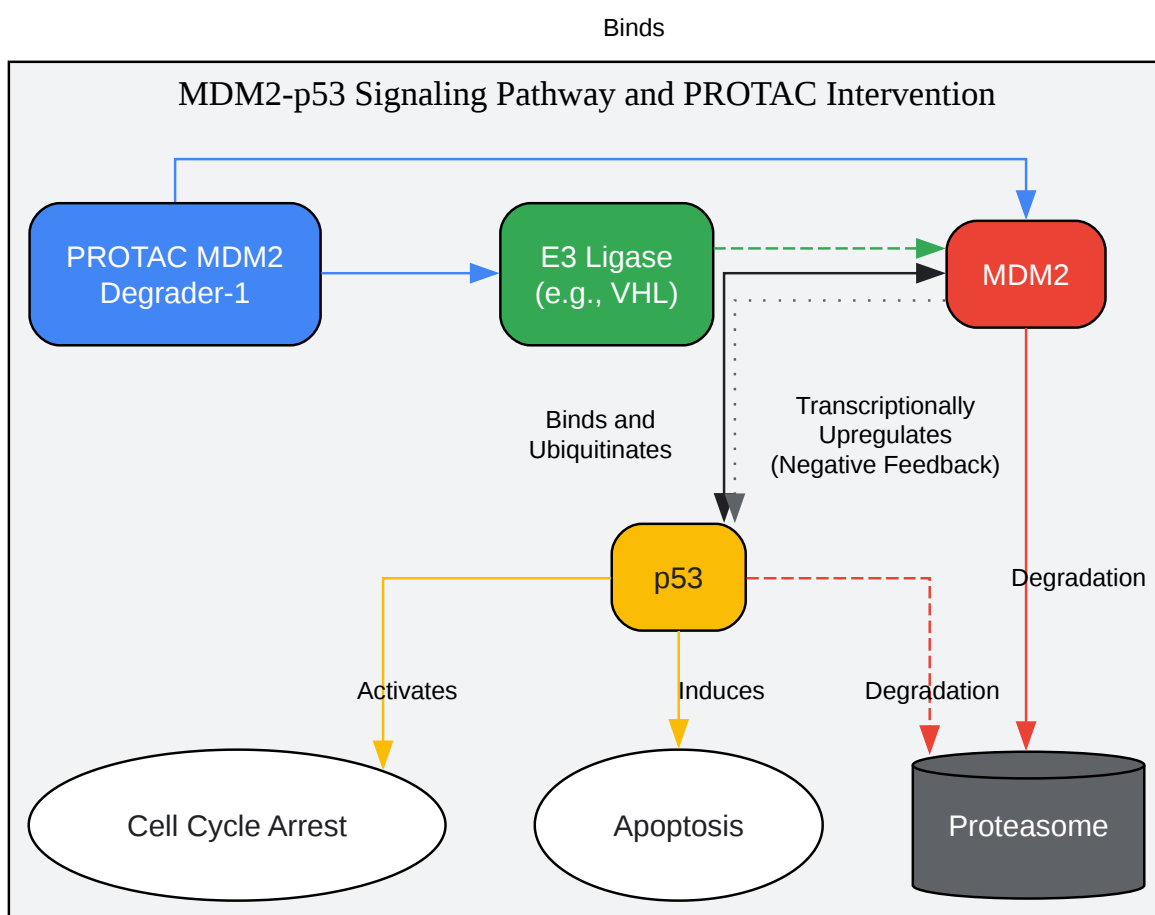 Binds
MDM2-p53 Signaling Pathway and PROTAC Intervention
PROTAC MDM2
Degrader-1
E3 Ligase
(e.g., VHL)
MDM2
Binds and
Ubiquitinates
Transcriptionally
Upregulates
(Negative Feedback)
p53
Degradation
Activates
Induces
Degradation
Cell Cycle Arrest
Apoptosis
Proteasome